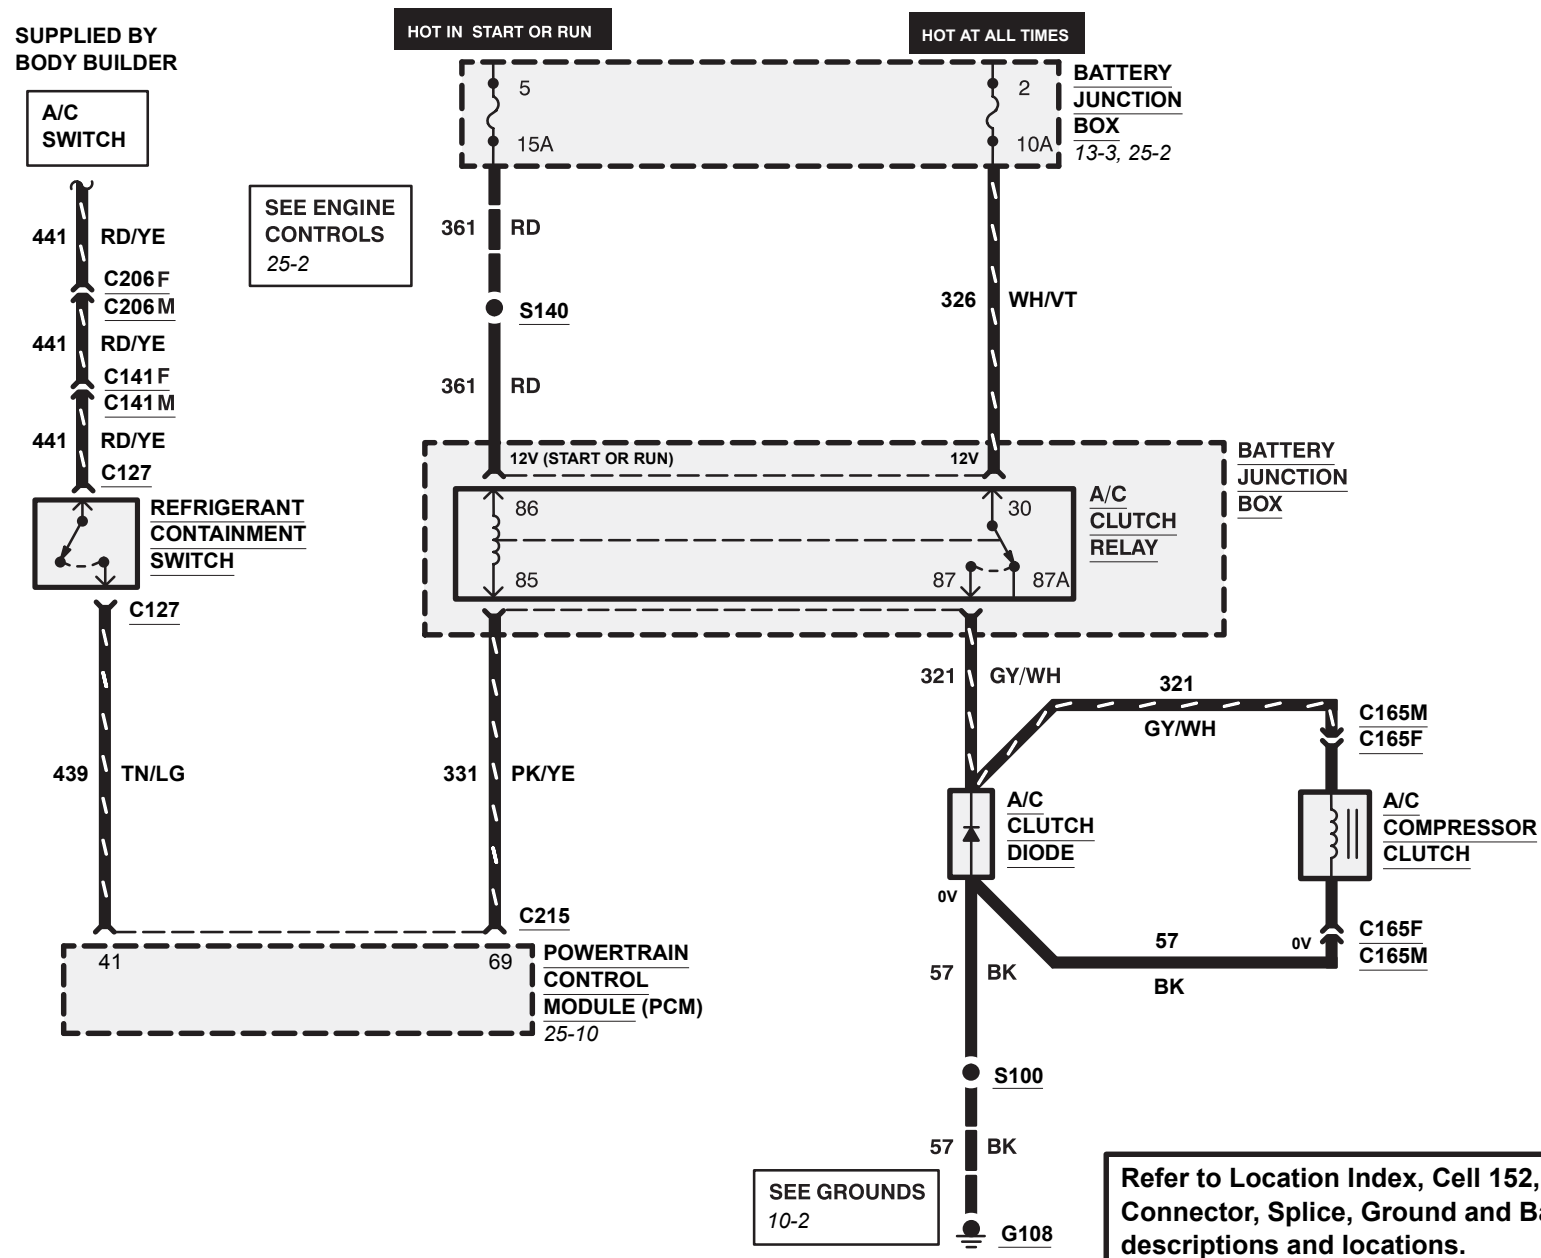 SUPPLIED BY
BODY BUILDER
A/C
SWITCH
441 RD/YE
C206F
C206M
441 RD/YE
C141F
C141M
441 RD/YE
C127
REFRIGERANT
CONTAINMENT
SWITCH
C127
439 TN/LG
HOT IN START OR RUN
HOT AT ALL TIMES
5
15A
2
10A
BATTERY
JUNCTION
BOX
13-3, 25-2
SEE ENGINE
CONTROLS
25-2
361 RD
S140
361 RD
326 WH/VT
12V (START OR RUN)
12V
BATTERY
JUNCTION
BOX
86
30
85
87
87A
A/C
CLUTCH
RELAY
321 GY/WH
321
GY/WH
C165M
C165F
331 PK/YE
A/C
CLUTCH
DIODE
A/C
COMPRESSOR
CLUTCH
0V
C215
41
69
POWERTRAIN
CONTROL
MODULE (PCM)
25-10
57
BK
0V
C165F
C165M
57 BK
S100
57 BK
SEE GROUNDS
10-2
G108
Refer to Location Index, Cell 152,
Connector, Splice, Ground and
descriptions and locations.